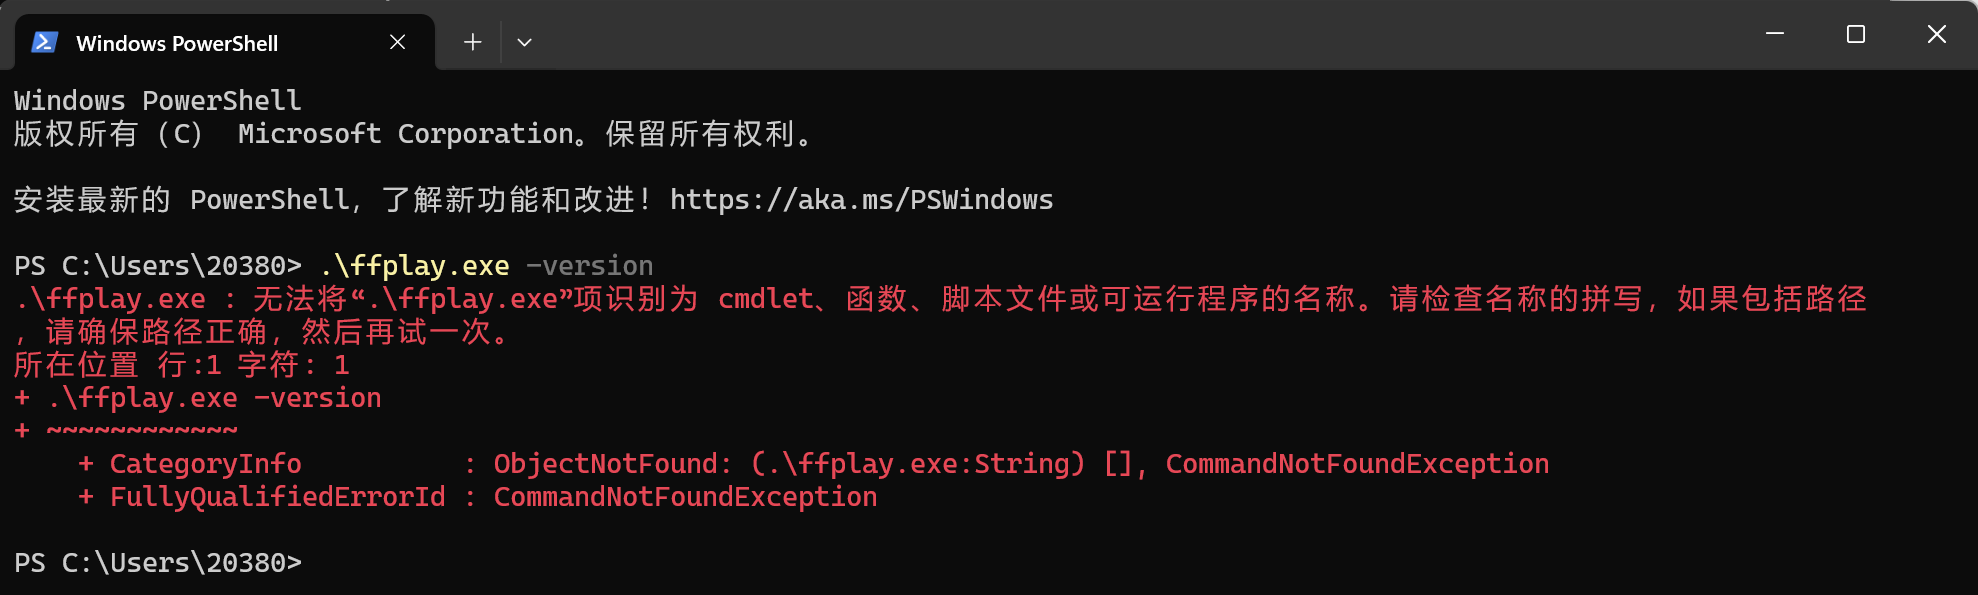 Windows PowerShell
Windows PowerShell
版权所有（C） Microsoft Corporation。保留所有权利。
安装最新的 PowerShell，了解新功能和改进！https://aka.ms/PSWindows
PS C:\Users\20380> .\ffplay.exe -version
.\ffplay.exe : 无法将“.\ffplay.exe”项识别为 cmdlet、函数、脚本文件或可运行程序的名称。请检查名称的拼写，如果包括路径
，请确保路径正确，然后再试一次。
所在位置 行:1 字符: 1
+ .\ffplay.exe -version
+ ~~~~~~~~~~~~
    + CategoryInfo          : ObjectNotFound: (.\ffplay.exe:String) [], CommandNotFoundException
    + FullyQualifiedErrorId : CommandNotFoundException
PS C:\Users\20380>